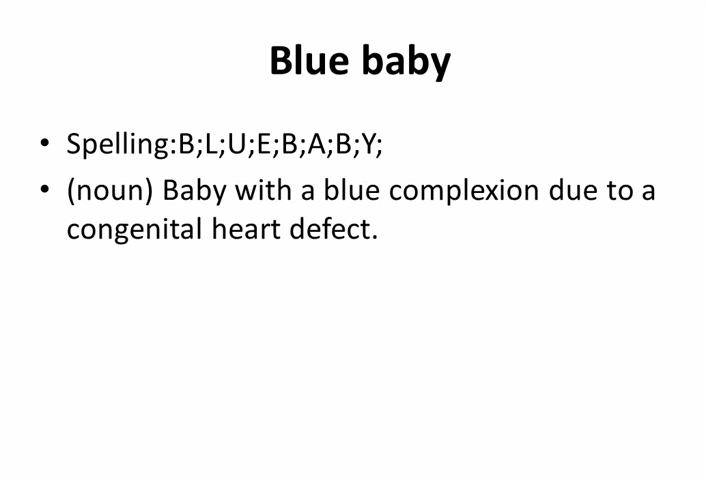 Blue baby
• Spelling:B;L;U;E;B;A;B;Y;
• (noun) Baby with a blue complexion due to a
congenital heart defect.